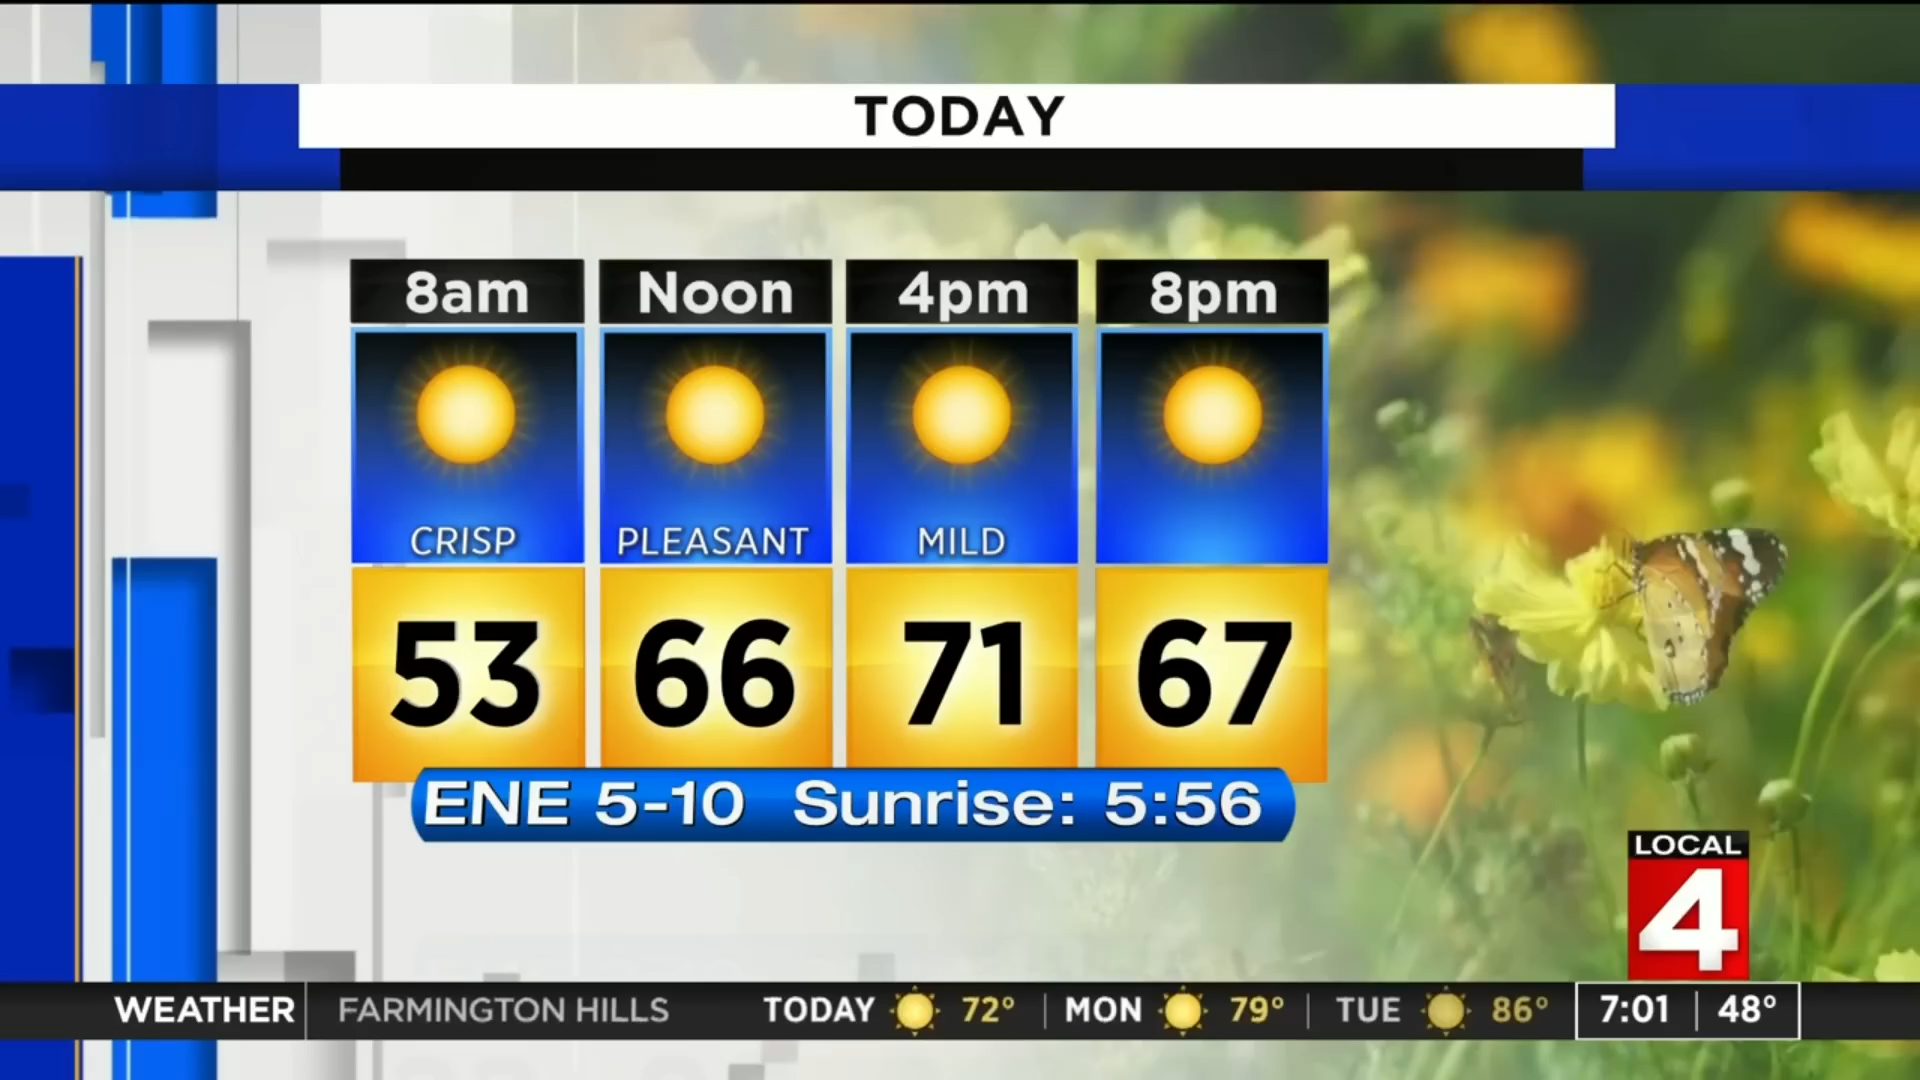 TODAY
8am Noon 4pm 8pm
CRISP PLEASANT MILD
53 66 71 67
ENE 5-10 Sunrise: 5:56
LOCAL
4
WEATHER FARMINGTON HILLS TODAY 72° MON 79° TUE 86° 7:01 48°